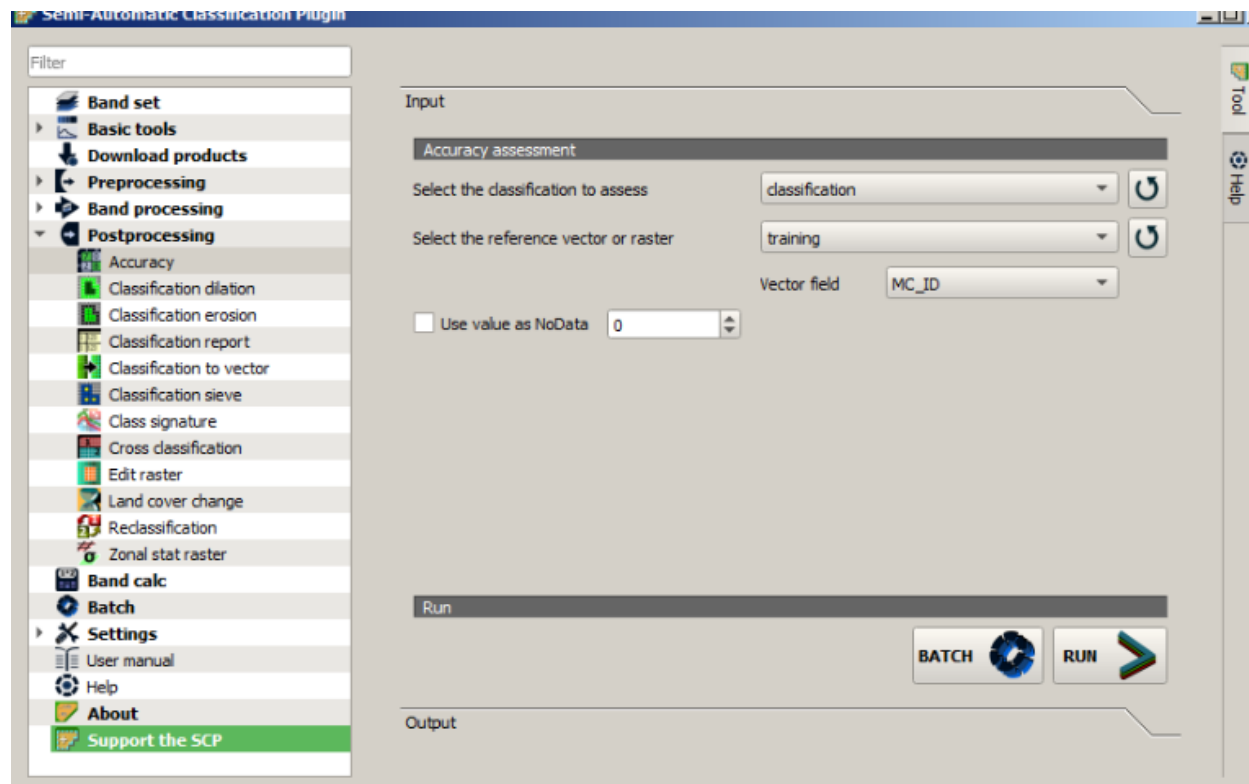 Semi-Automatic Classification Plugin
Filter
Band set
Basic tools
Download products
Preprocessing
Band processing
Postprocessing
Accuracy
Classification dilation
Classification erosion
Classification report
Classification to vector
Classification sieve
Class signature
Cross classification
Edit raster
Land cover change
Reclassification
Zonal stat raster
Band calc
Batch
Settings
User manual
Help
About
Support the SCP
Input
Accuracy assessment
Select the classification to assess classification
Select the reference vector or raster training
Vector field MC_ID
Use value as NoData 0
Run
BATCH RUN
Output
Tool
Help